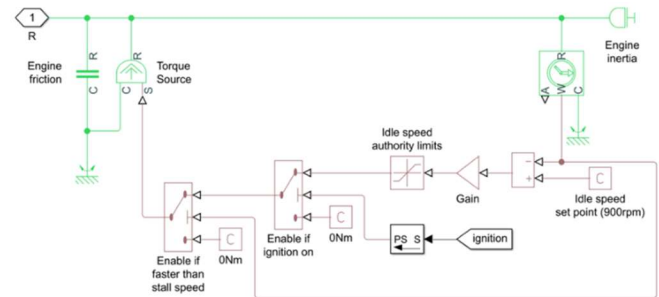 1
R
Engine
friction
R
C
R
C
S
Torque
Source
Engine
inertia
R
A
W
C
Idle speed
authority limits
Gain
-
+
C
Idle speed
set point (900rpm)
C
0Nm
Enable if
ignition on
PS S
ignition
C
0Nm
Enable if
faster than
stall speed